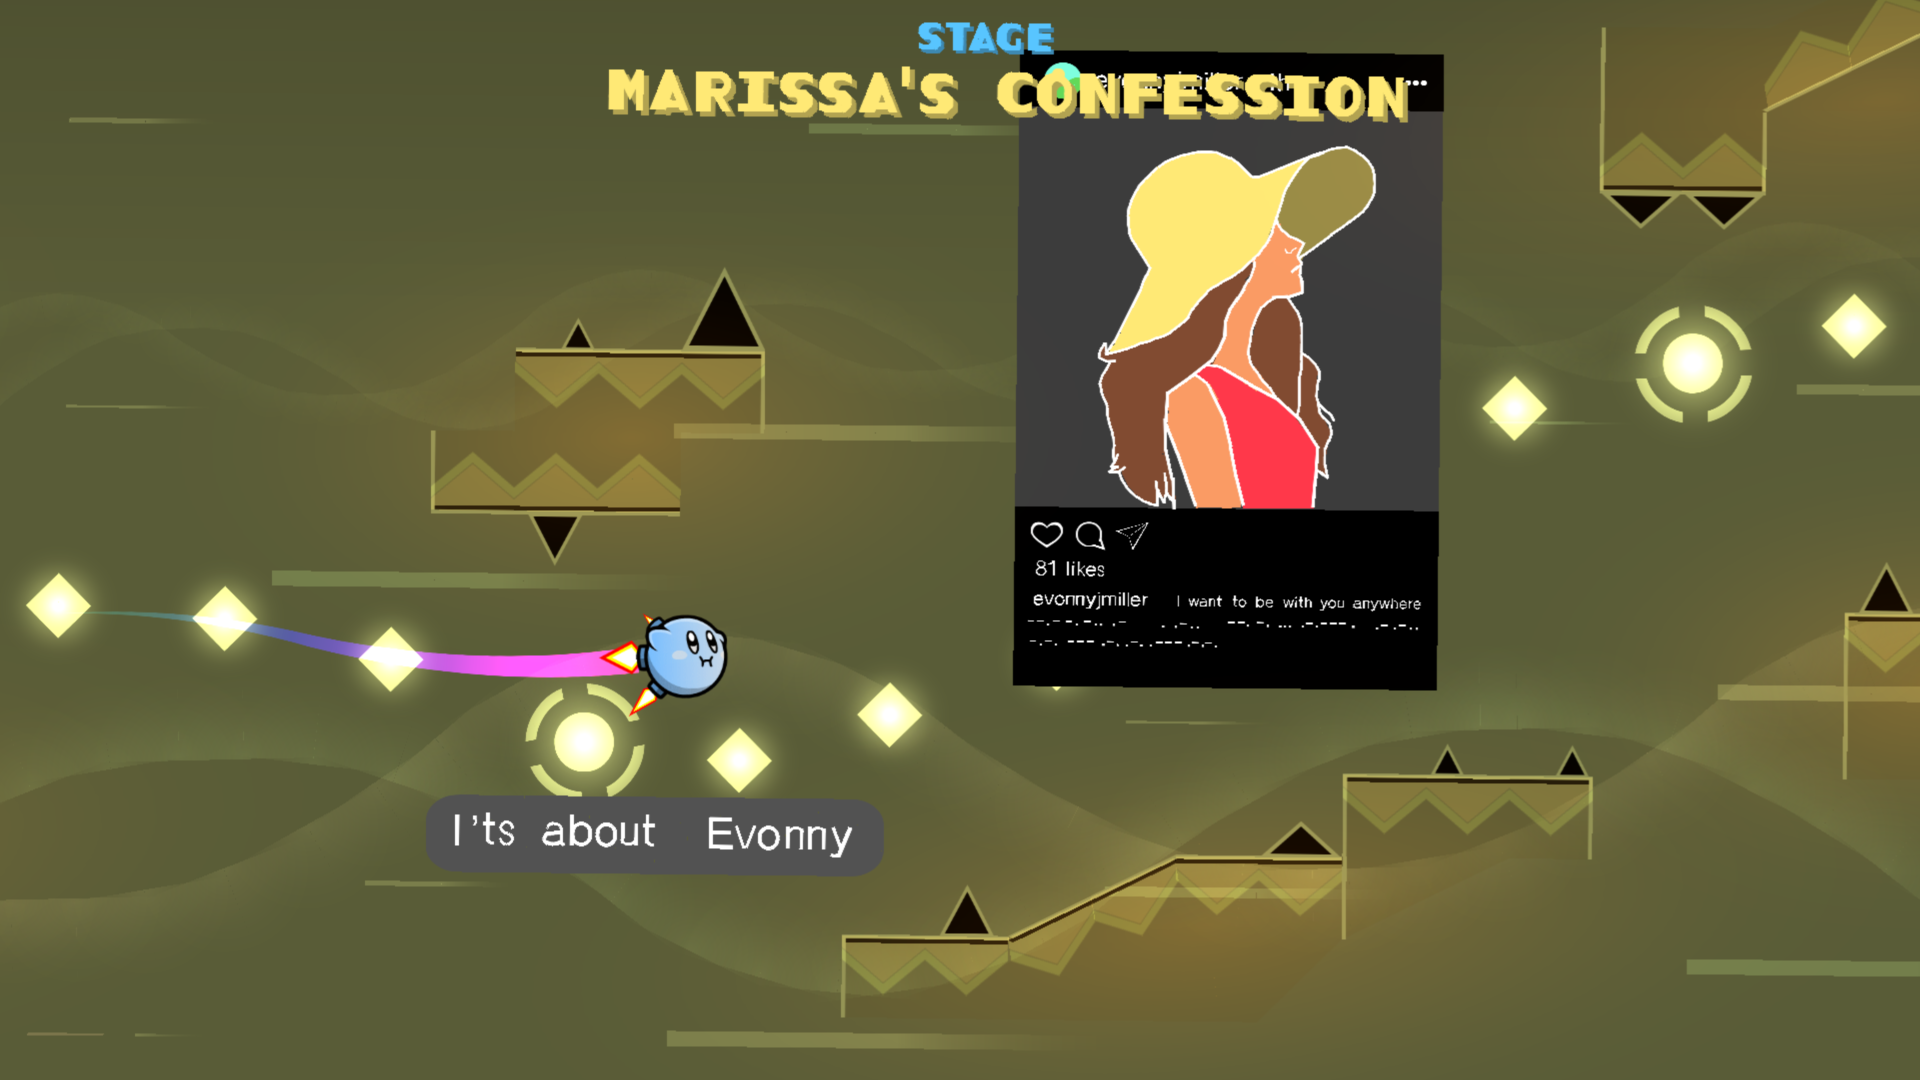 STAGE
MARISSA'S CONFESSION
81 likes
evonnyjmiller I want to be with you anywhere
I'ts about Evonny